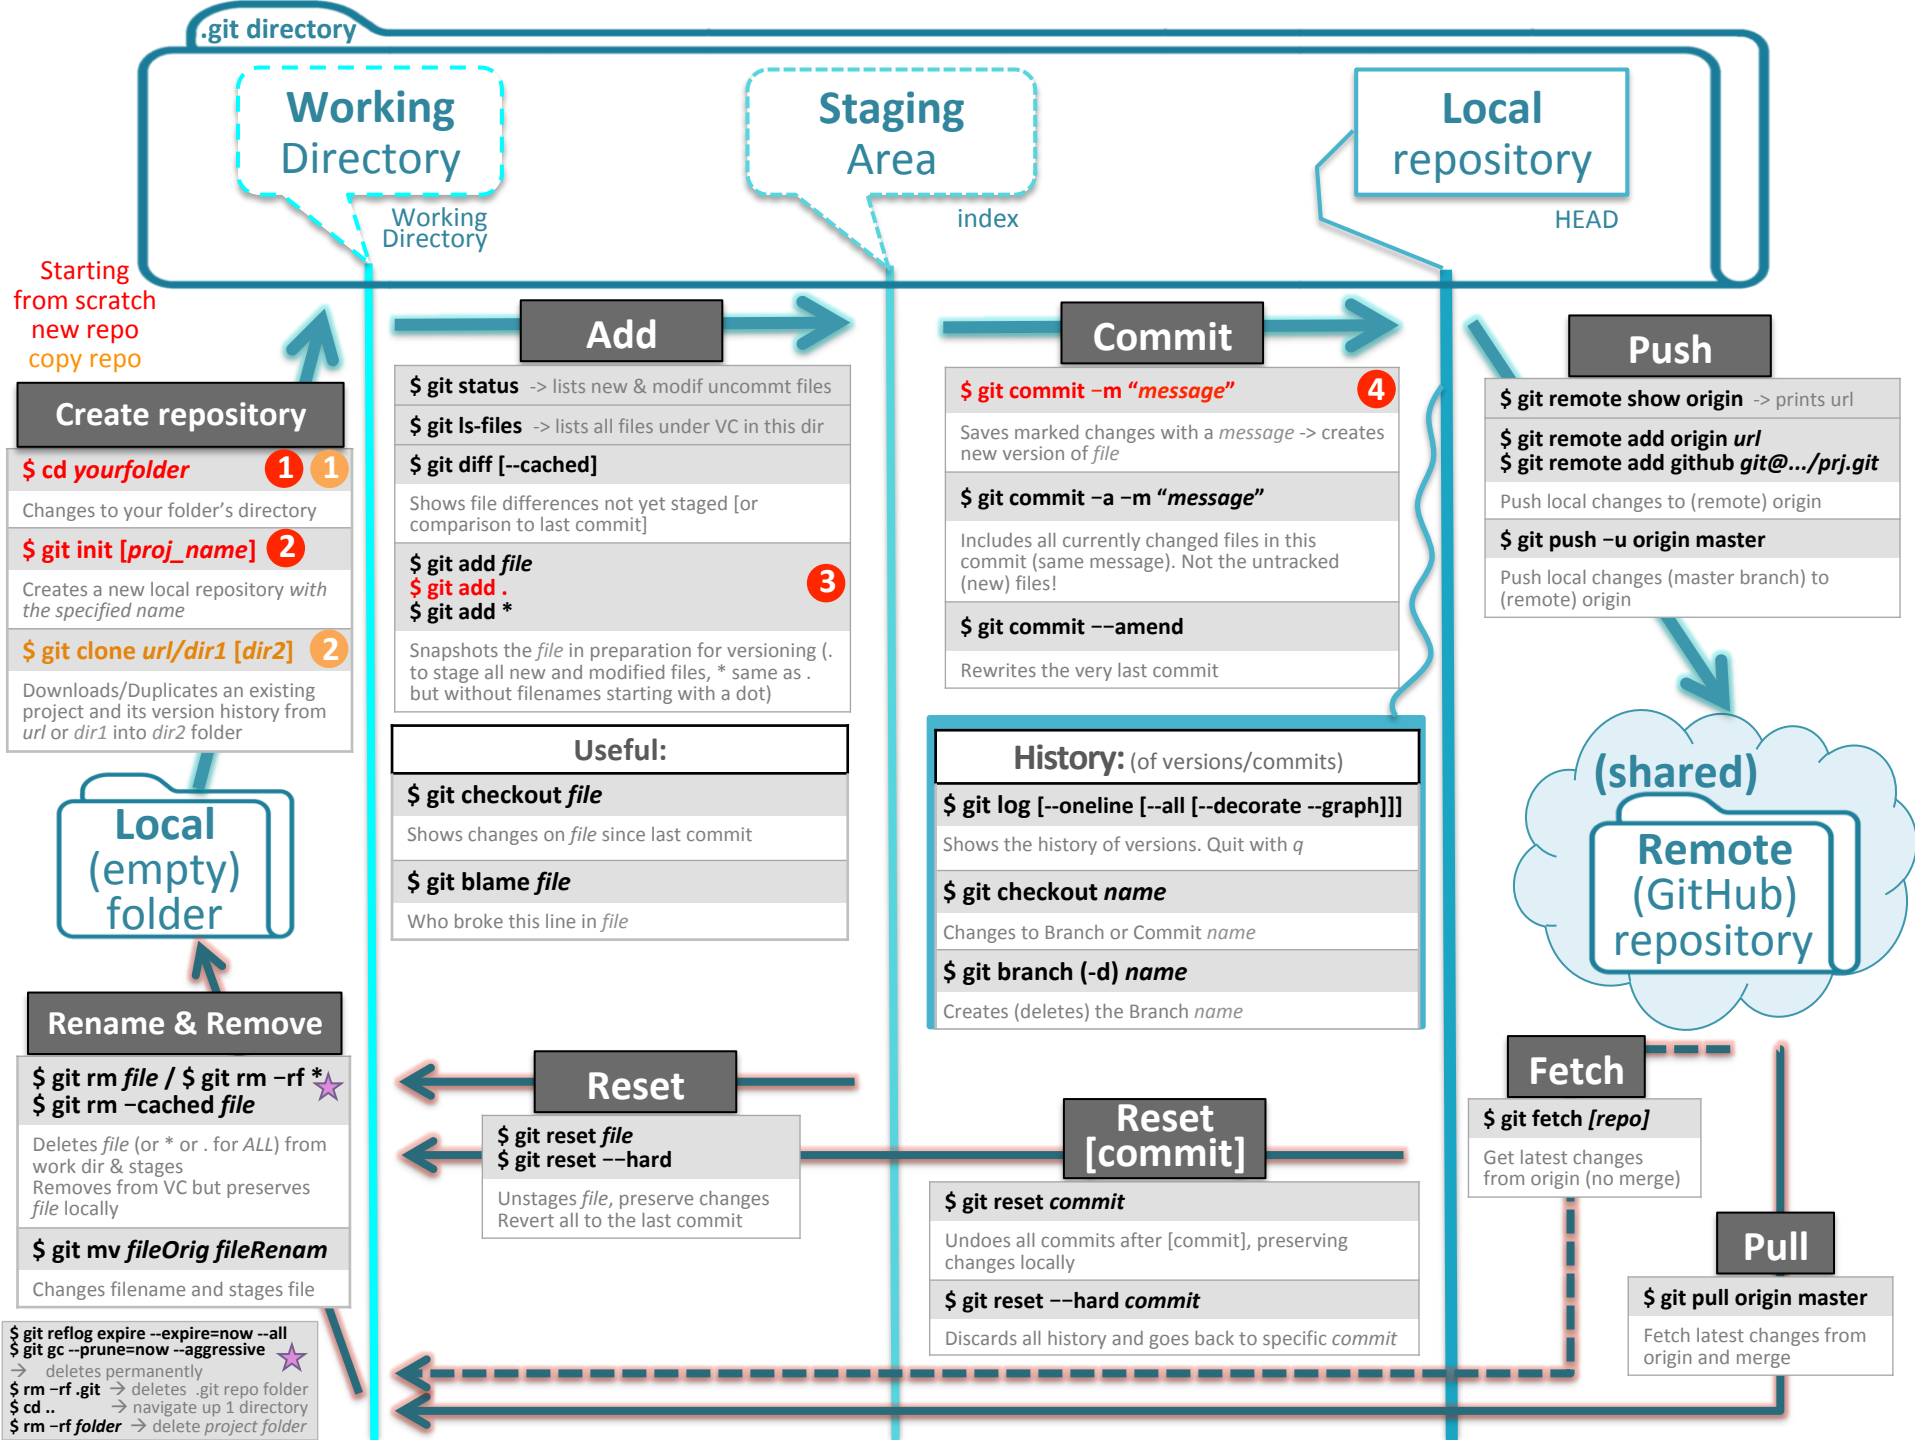 .git directory
Working
Directory
Working
Directory
Staging
Area
index
Local
repository
HEAD
Starting
from scratch
new repo
copy repo
Create repository
$ cd yourfolder 1 1
Changes to your folder's directory
$ git init [proj_name] 2
Creates a new local repository with
the specified name
$ git clone url/dir1 [dir2] 2
Downloads/Duplicates an existing
project and its version history from
url or dir1 into dir2 folder
Local
(empty)
folder
Rename & Remove
$ git rm file / $ git rm –rf *
$ git rm –cached file
Deletes file (or * or . for ALL) from
work dir & stages
Removes from VC but preserves
file locally
$ git mv fileOrig fileRenam
Changes filename and stages file
$ git reflog expire --expire=now --all
$ git gc --prune=now --aggressive
→ deletes permanently
$ rm –rf .git → deletes .git repo folder
$ cd .. → navigate up 1 directory
$ rm –rf folder → delete project folder
Add
$ git status -> lists new & modif uncommt files
$ git ls-files -> lists all files under VC in this dir
$ git diff [--cached]
Shows file differences not yet staged [or
comparison to last commit]
$ git add file
$ git add . 3
$ git add *
Snapshots the file in preparation for versioning (.
to stage all new and modified files, * same as .
but without filenames starting with a dot)
Useful:
$ git checkout file
Shows changes on file since last commit
$ git blame file
Who broke this line in file
Reset
$ git reset file
$ git reset ––hard
Unstages file, preserve changes
Revert all to the last commit
Commit
$ git commit –m “message” 4
Saves marked changes with a message -> creates
new version of file
$ git commit –a –m “message”
Includes all currently changed files in this
commit (same message). Not the untracked
(new) files!
$ git commit ––amend
Rewrites the very last commit
History: (of versions/commits)
$ git log [--oneline [--all [--decorate --graph]]]
Shows the history of versions. Quit with q
$ git checkout name
Changes to Branch or Commit name
$ git branch (-d) name
Creates (deletes) the Branch name
Reset
[commit]
$ git reset commit
Undoes all commits after [commit], preserving
changes locally
$ git reset ––hard commit
Discards all history and goes back to specific commit
Push
$ git remote show origin -> prints url
$ git remote add origin url
$ git remote add github git@.../prj.git
Push local changes to (remote) origin
$ git push –u origin master
Push local changes (master branch) to
(remote) origin
(shared)
Remote
(GitHub)
repository
Fetch
$ git fetch [repo]
Get latest changes
from origin (no merge)
Pull
$ git pull origin master
Fetch latest changes from
origin and merge